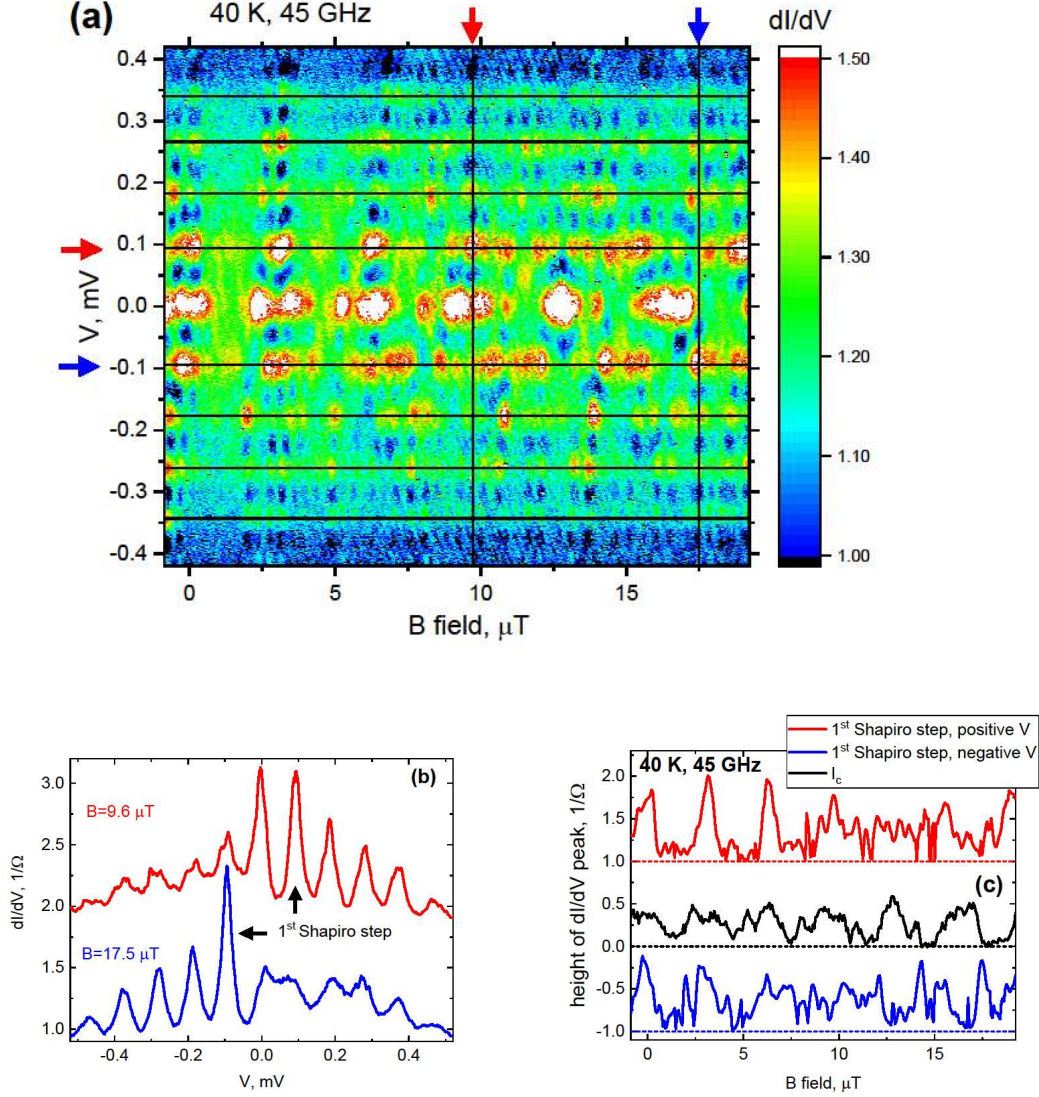 (a)
40 K, 45 GHz
dI/dV
0.4
0.3
0.2
0.1
0.0
-0.1
-0.2
-0.3
-0.4
V, mV
0
5
10
15
B field, μT
1.50
1.40
1.30
1.20
1.10
1.00
(b)
3.0
2.5
2.0
1.5
1.0
dI/dV, 1/Ω
B=9.6 μT
1st Shapiro step
B=17.5 μT
-0.4
-0.2
0.0
0.2
0.4
V, mV
1st Shapiro step, positive V
1st Shapiro step, negative V
Ic
40 K, 45 GHz
(c)
2.0
1.5
1.0
0.5
0.0
-0.5
-1.0
height of dI/dV peak, 1/Ω
0
5
10
15
B field, μT